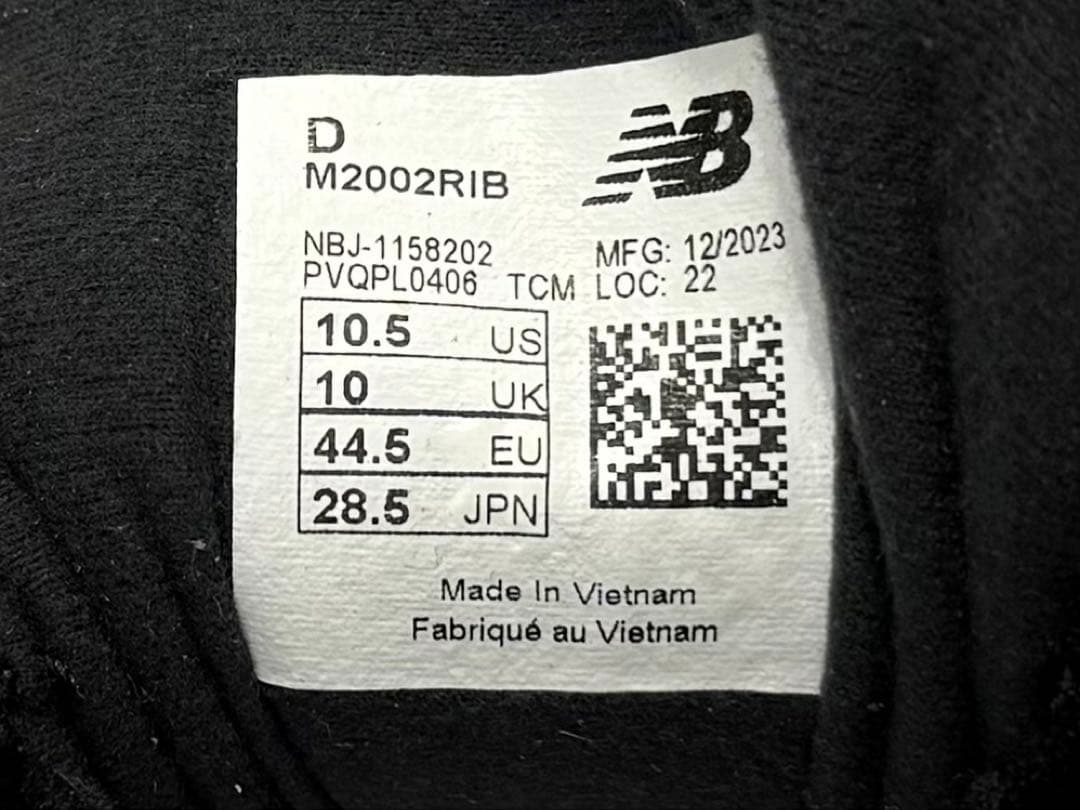 D
NB
M2002RIB
NBJ-1158202 MFG: 12/2023
PVQPL0406 TCM LOC: 22
10.5 US
10 UK
44.5 EU
28.5 JPN
Made In Vietnam
Fabriqué au Vietnam